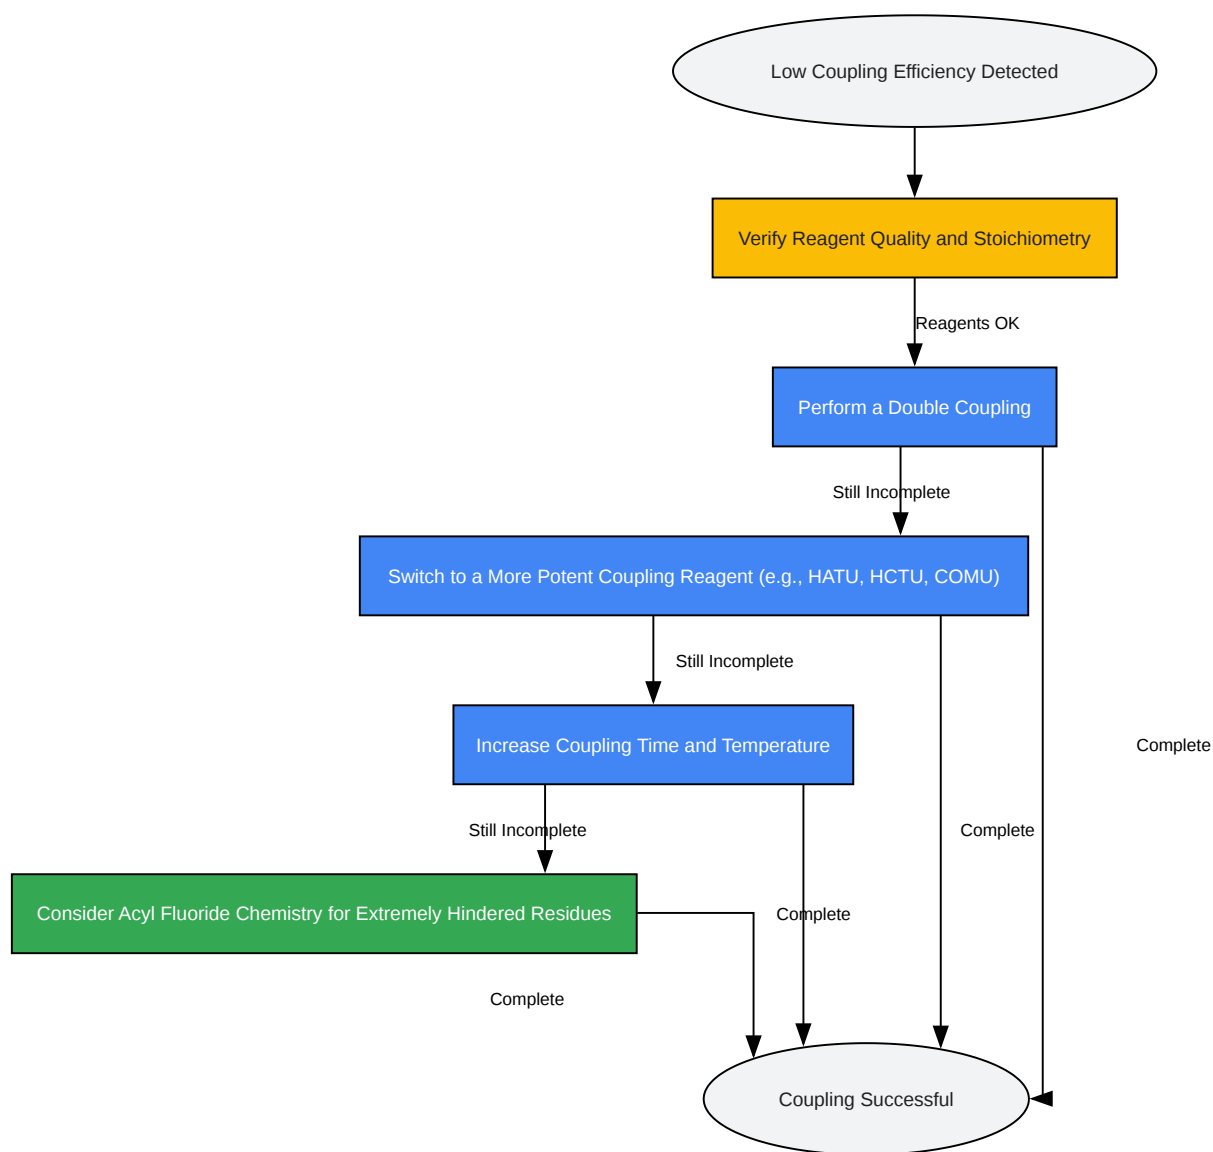 Low Coupling Efficiency Detected
Verify Reagent Quality and Stoichiometry
Reagents OK
Perform a Double Coupling
Still Incomplete
Switch to a More Potent Coupling Reagent (e.g., HATU, HCTU, COMU)
Still Incomplete
Increase Coupling Time and Temperature
Complete
Still Incomplete
Complete
Consider Acyl Fluoride Chemistry for Extremely Hindered Residues
Complete
Complete
Coupling Successful